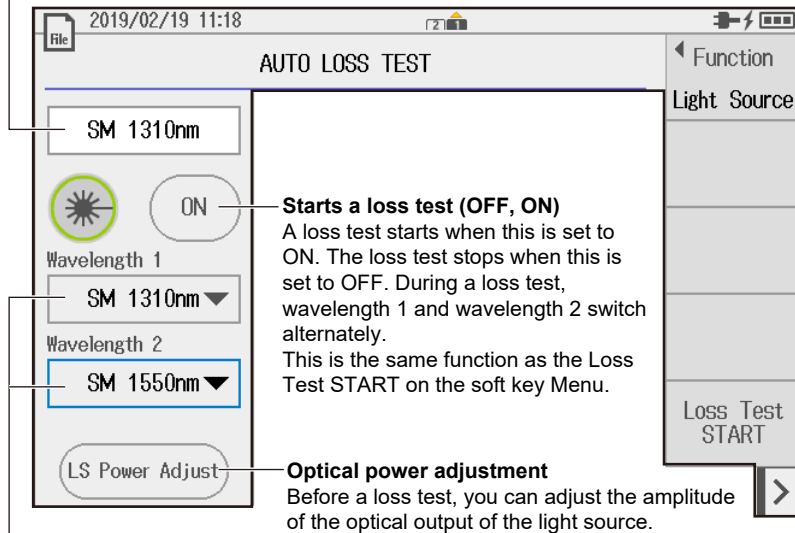 2019/02/19 11:18
2 1
File
AUTO LOSS TEST
Function
Light Source
SM 1310nm
ON
Starts a loss test (OFF, ON)
A loss test starts when this is set to
ON. The loss test stops when this is
set to OFF. During a loss test,
wavelength 1 and wavelength 2 switch
alternately.
This is the same function as the Loss
Test START on the soft key Menu.
Wavelength 1
SM 1310nm
Wavelength 2
SM 1550nm
Loss Test
START
LS Power Adjust
Optical power adjustment
Before a loss test, you can adjust the amplitude
of the optical output of the light source.